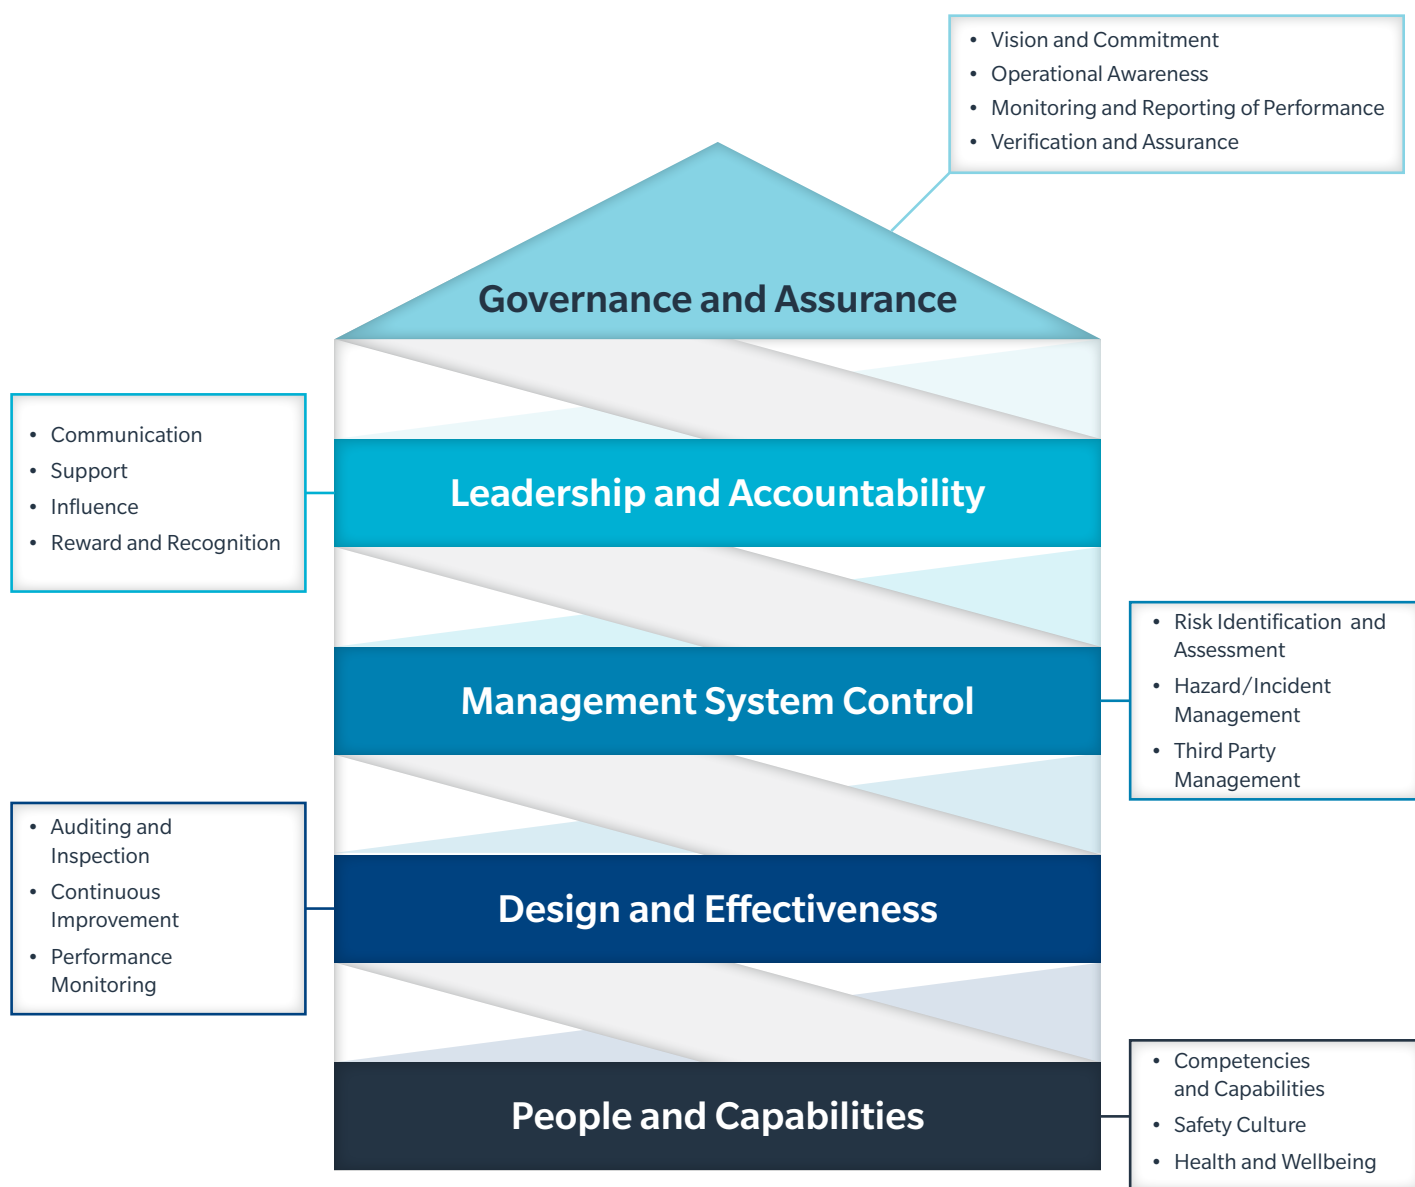 • Vision and Commitment
• Operational Awareness
• Monitoring and Reporting of Performance
• Verification and Assurance
Governance and Assurance
• Communication
• Support
• Influence
• Reward and Recognition
Leadership and Accountability
• Risk Identification and
Assessment
• Hazard/Incident
Management
• Third Party
Management
Management System Control
• Auditing and
Inspection
• Continuous
Improvement
• Performance
Monitoring
Design and Effectiveness
• Competencies
and Capabilities
• Safety Culture
• Health and Wellbeing
People and Capabilities